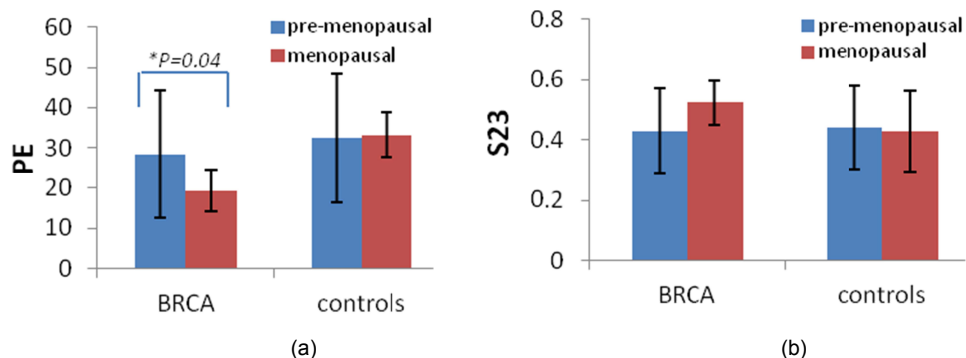 60
50
40
30
20
10
0
PE
*P=0.04
pre-menopausal
menopausal
BRCA controls
(a)
0.8
0.6
0.4
0.2
0
S23
pre-menopausal
menopausal
BRCA controls
(b)